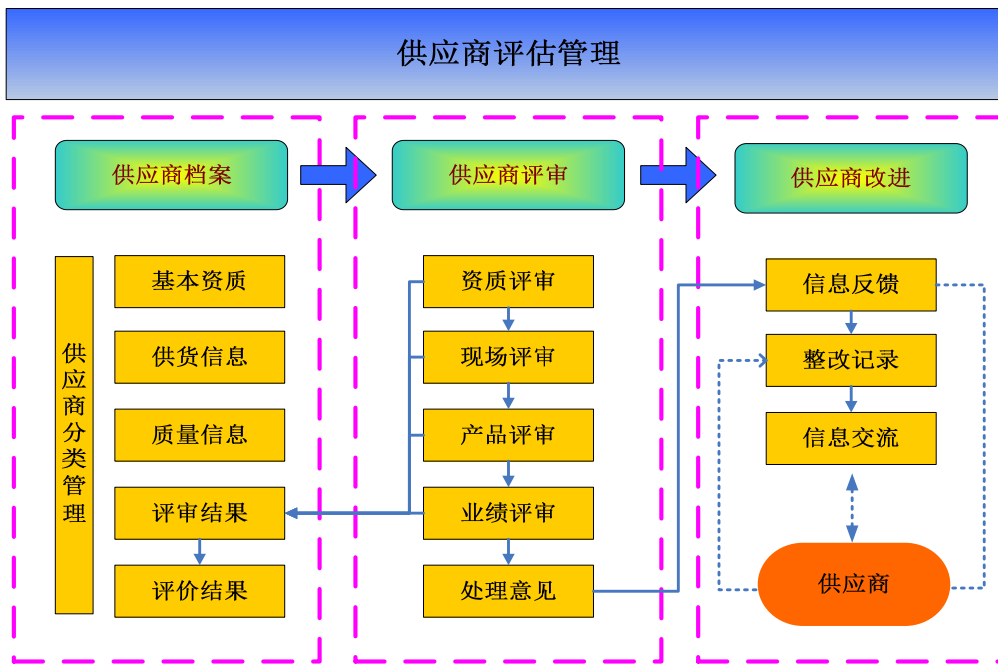 供应商评估管理
供应商档案
供应商分类管理
基本资质
供货信息
质量信息
评审结果
评价结果
供应商评审
资质评审
现场评审
产品评审
业绩评审
处理意见
供应商改进
信息反馈
整改记录
信息交流
供应商